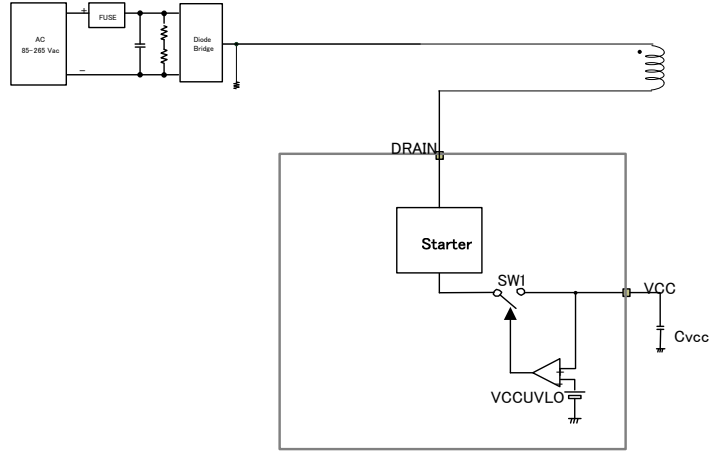 AC
85-265 Vac
+
-
FUSE
Diode
Bridge
DRAIN
Starter
SW1
VCC
Cvcc
+
VCCUVLO